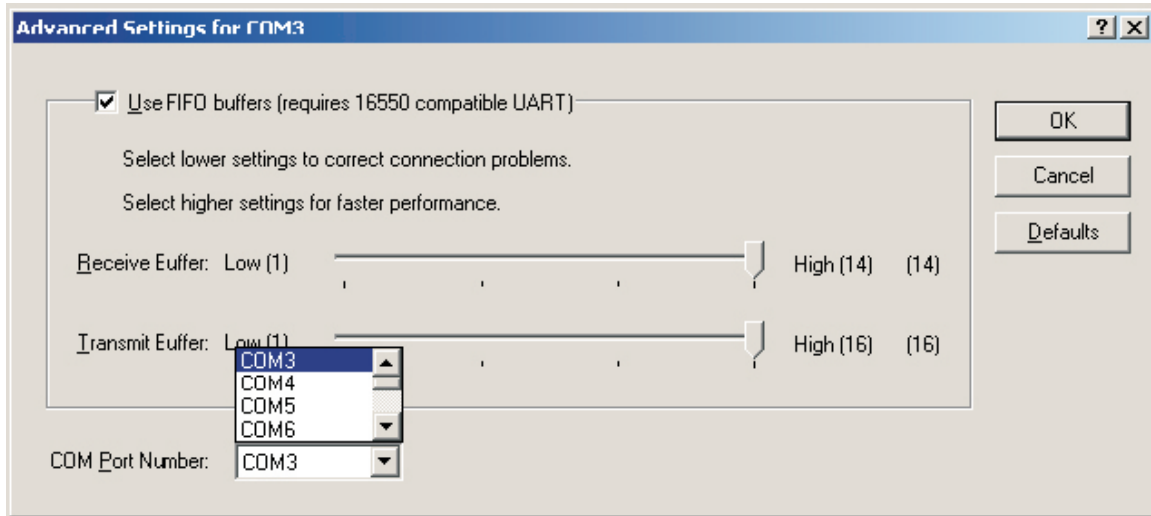 Advanced Settings for COM3
Use FIFO buffers (requires 16550 compatible UART)
OK
Select lower settings to correct connection problems.
Cancel
Select higher settings for faster performance.
Defaults
Receive Euffer: Low (1) High (14) (14)
Transmit Euffer: Low (1) High (16) (16)
COM3
COM4
COM5
COM6
COM Port Number: COM3